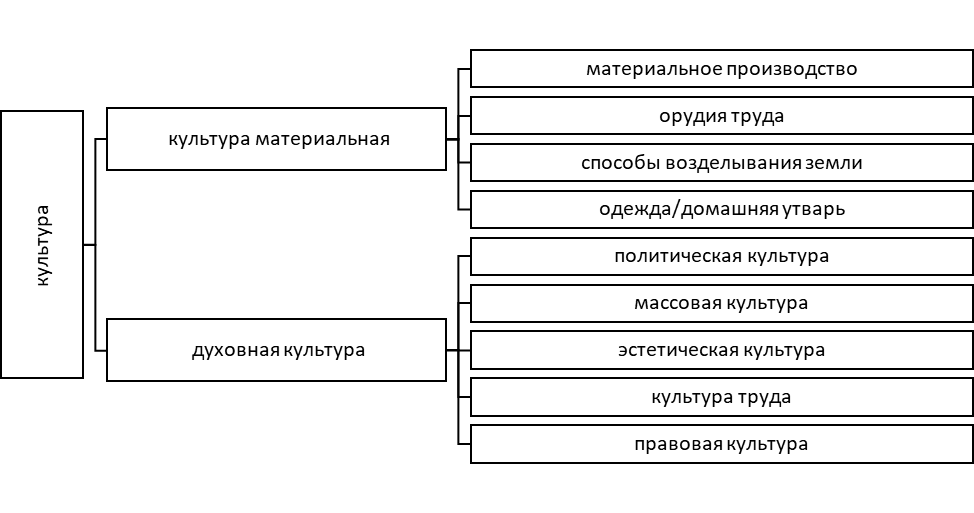 культура
культура материальная
материальное производство
орудия труда
способы возделывания земли
одежда/домашняя утварь
духовная культура
политическая культура
массовая культура
эстетическая культура
культура труда
правовая культура